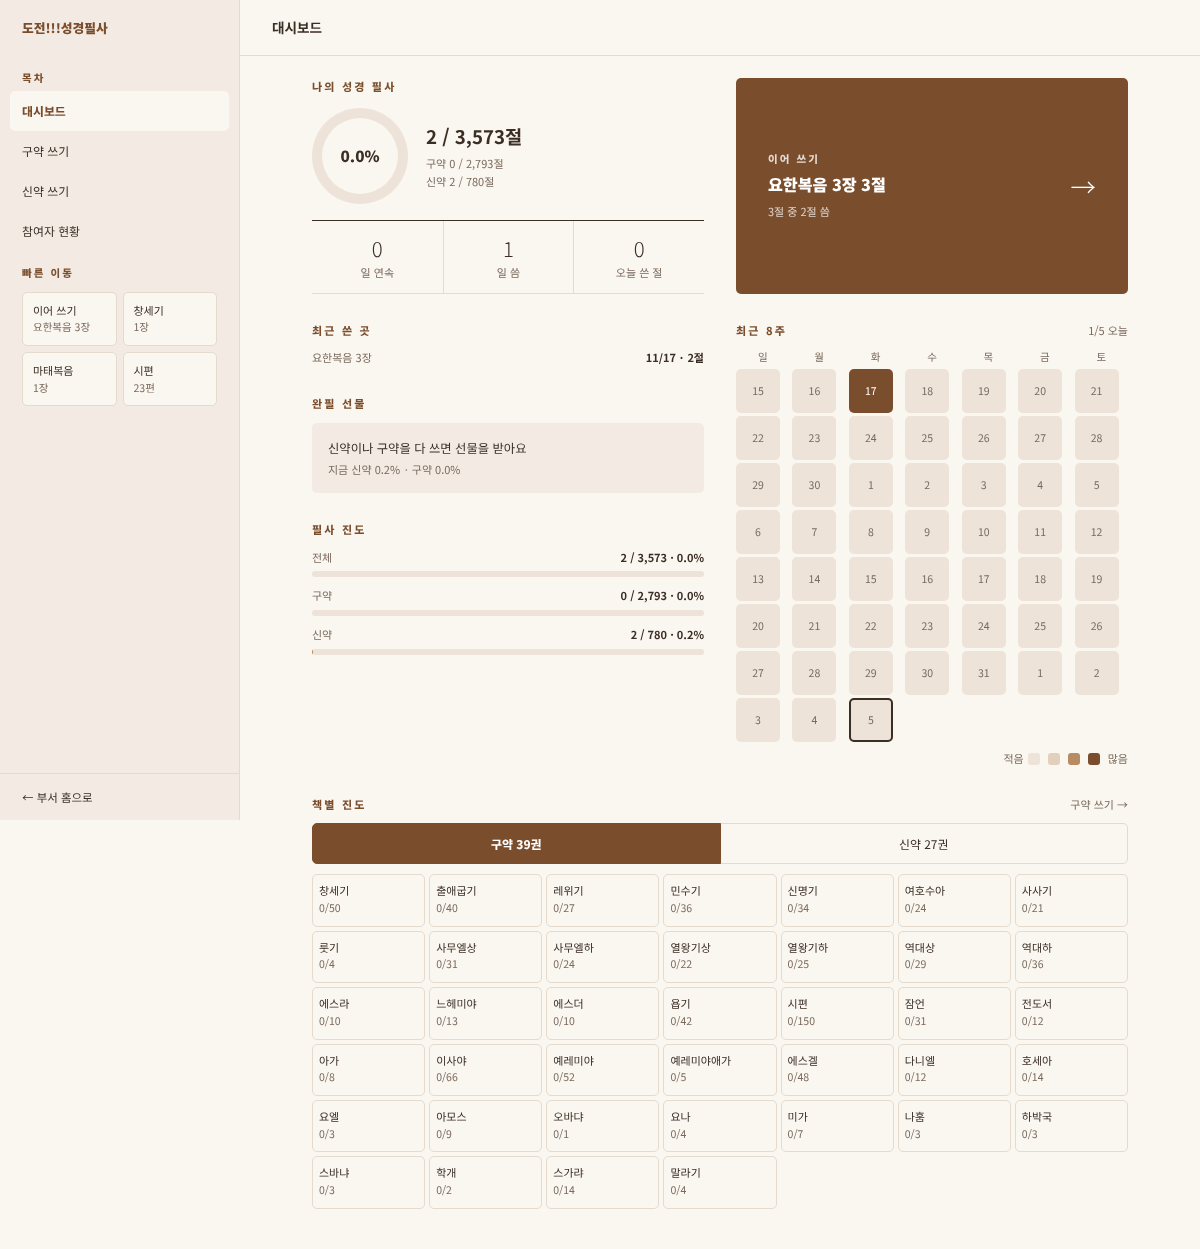 도전!!!성경필사
목차
대시보드
구약 쓰기
신약 쓰기
참여자 현황
빠른 이동
이어 쓰기
요한복음 3장
창세기
1장
마태복음
1장
시편
23편
← 부서 홈으로
대시보드
나의 성경 필사
0.0%
2 / 3,573절
구약 0 / 2,793절
신약 2 / 780절
0
일 연속
1
일 씀
0
오늘 쓴 절
이어 쓰기
요한복음 3장 3절
3절 중 2절 씀
→
최근 쓴 곳
요한복음 3장 11/17 · 2절
완필 선물
신약이나 구약을 다 쓰면 선물을 받아요
지금 신약 0.2% · 구약 0.0%
필사 진도
전체 2 / 3,573 · 0.0%
구약 0 / 2,793 · 0.0%
신약 2 / 780 · 0.2%
최근 8주 1/5 오늘
일 월 화 수 목 금 토
15 16 17 18 19 20 21
22 23 24 25 26 27 28
29 30 1 2 3 4 5
6 7 8 9 10 11 12
13 14 15 16 17 18 19
20 21 22 23 24 25 26
27 28 29 30 31 1 2
3 4 5
적음 많음
책별 진도 구약 쓰기 →
구약 39권 신약 27권
창세기 출애굽기 레위기 민수기 신명기 여호수아 사사기
0/50 0/40 0/27 0/36 0/34 0/24 0/21
룻기 사무엘상 사무엘하 열왕기상 열왕기하 역대상 역대하
0/4 0/31 0/24 0/22 0/25 0/29 0/36
에스라 느헤미야 에스더 욥기 시편 잠언 전도서
0/10 0/13 0/10 0/42 0/150 0/31 0/12
아가 이사야 예레미야 예레미야애가 에스겔 다니엘 호세아
0/8 0/66 0/52 0/5 0/48 0/12 0/14
요엘 아모스 오바댜 요나 미가 나훔 하박국
0/3 0/9 0/1 0/4 0/7 0/3 0/3
스바냐 학개 스가랴 말라기
0/3 0/2 0/14 0/4